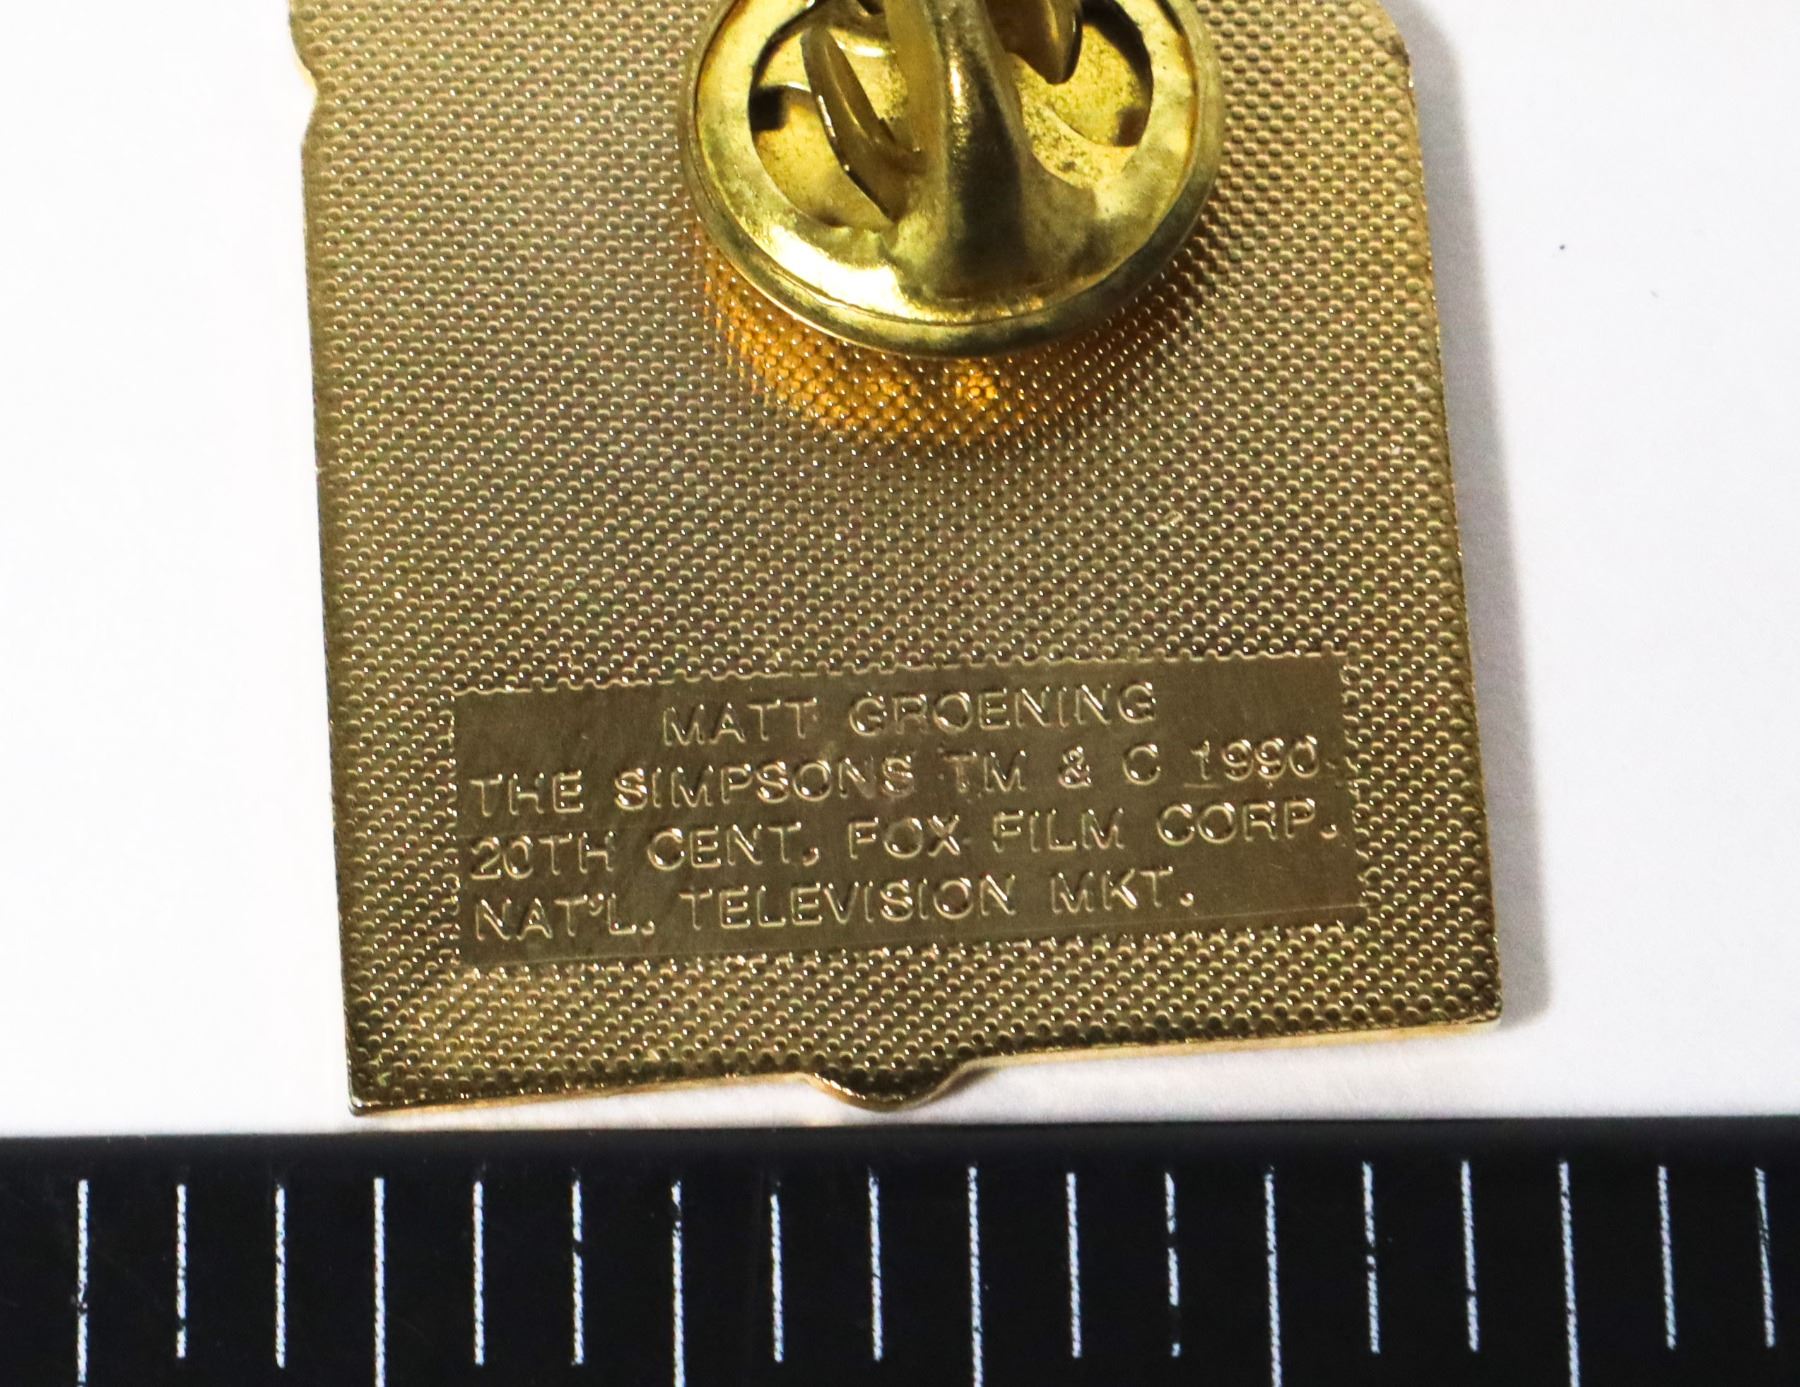 MATT GROENING
THE SIMPSONS TM & C 1990
20TH CENT. FOX FILM CORP.
NAT'L. TELEVISION MKT.